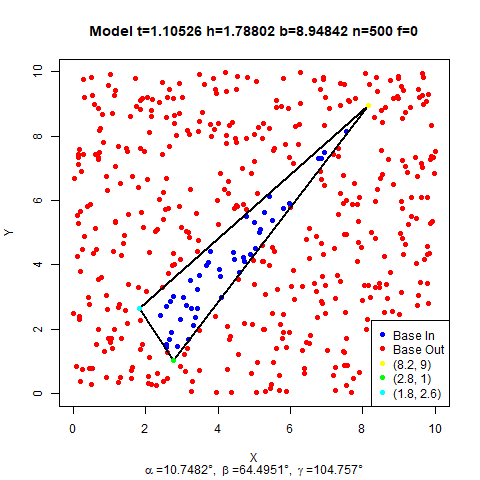 Model t=1.10526 h=1.78802 b=8.94842 n=500 f=0
10
8
6
4
2
0
Y
Base In
Base Out
(8.2, 9)
(2.8, 1)
(1.8, 2.6)
0 2 4 6 8 10
X
α=10.7482°, β=64.4951°, γ=104.757°